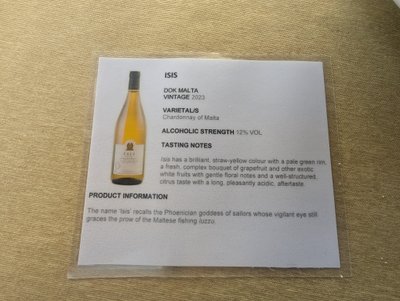 ISIS
DOK MALTA
VINTAGE 2023
VARIETAL/S
Chardonnay of Malta
ALCOHOLIC STRENGTH 12% VOL
TASTING NOTES
Isis has a brilliant, straw-yellow colour with a pale green rim,
a fresh, complex bouquet of grapefruit and other exotic
white fruits with gentle floral notes and a well-structured,
citrus taste with a long, pleasantly acidic, aftertaste.
PRODUCT INFORMATION
The name 'Isis' recalls the Phoenician goddess of sailors whose vigilant eye still
graces the prow of the Maltese fishing luzzu.
ISIS